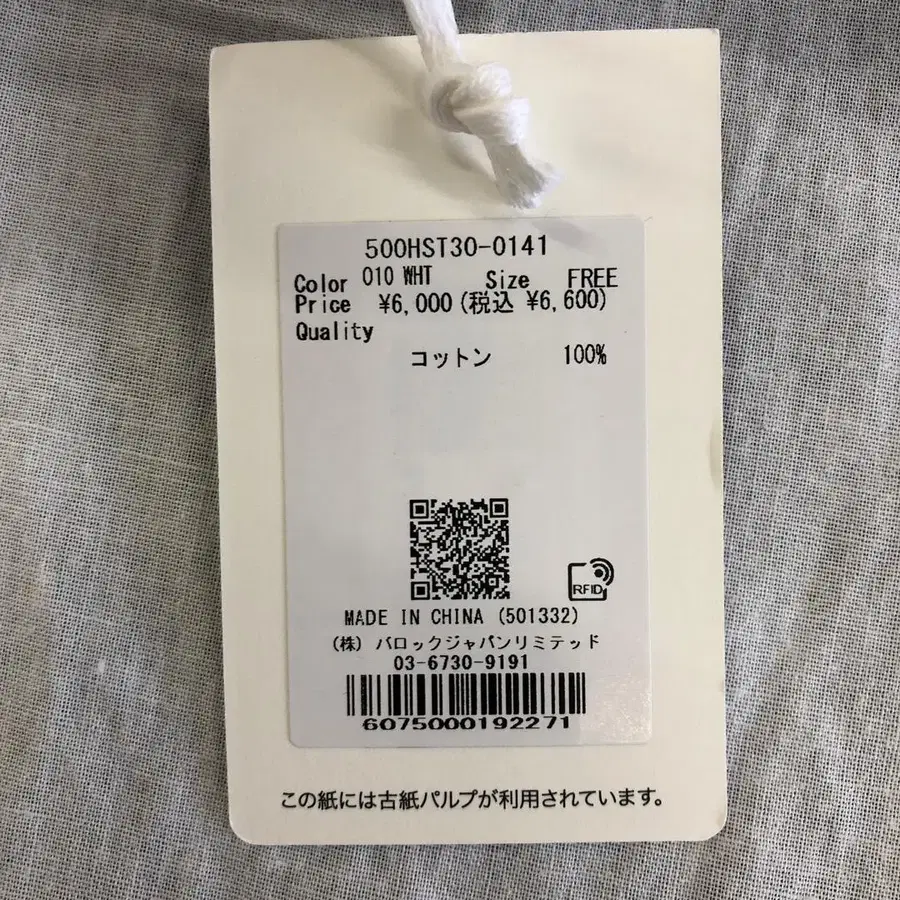 500HST30-0141
Color 010 WHT Size FREE
Price ¥6,000(税込 ¥6,600)
Quality
コットン 100%
RFID
MADE IN CHINA (501332)
(株) バロックジャパンリミテッド
03-6730-9191
6075000192271
この紙には古紙パルプが利用されています。